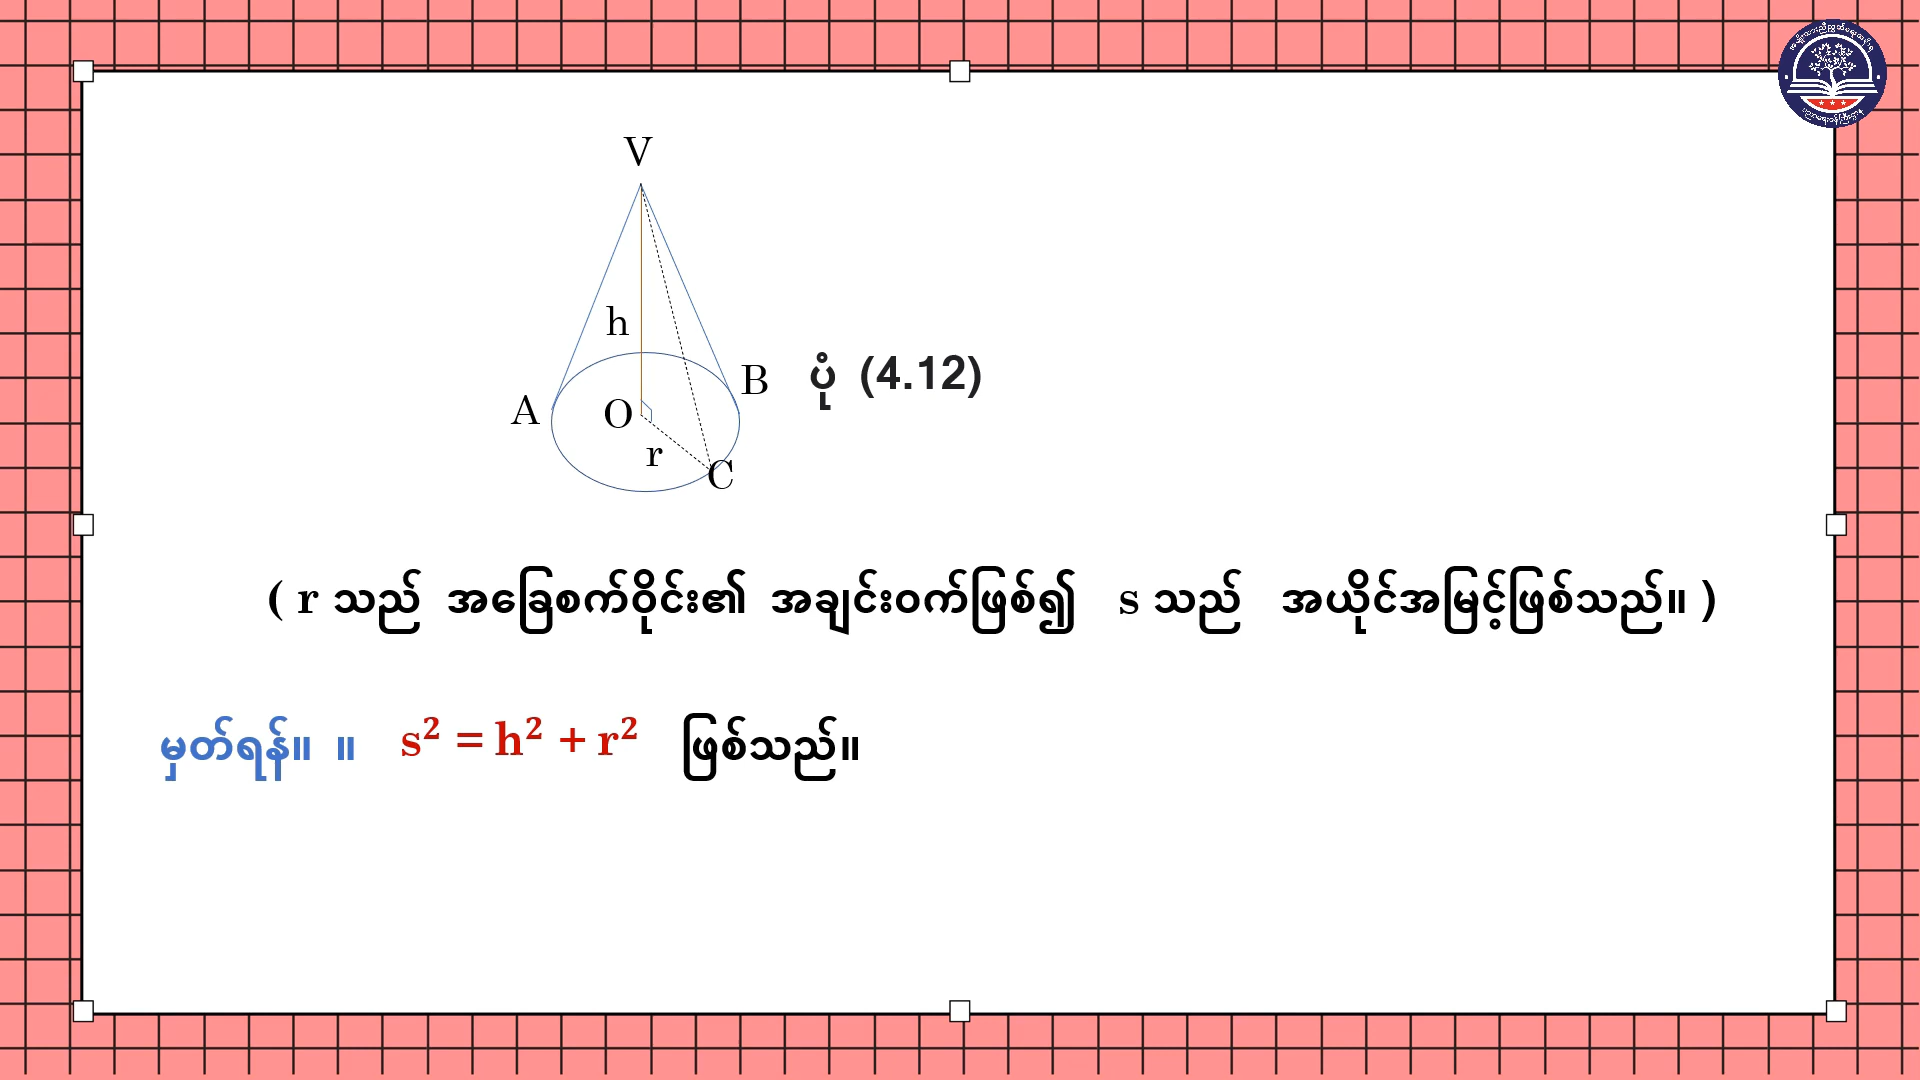 V
h
A
O
B
r
C
ပုံ (4.12)
( r သည် အခြေစက်ဝိုင်း၏ အချင်းဝက်ဖြစ်၍ s သည် အယိုင်အမြင့်ဖြစ်သည်။ )
မှတ်ရန်။ ။ s² = h² + r² ဖြစ်သည်။